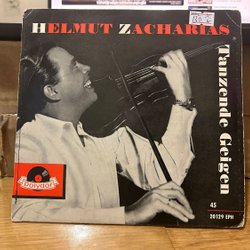 HELMUT ZACHARIAS
Tanzende Geigen
Polydor
45
20129 EPH